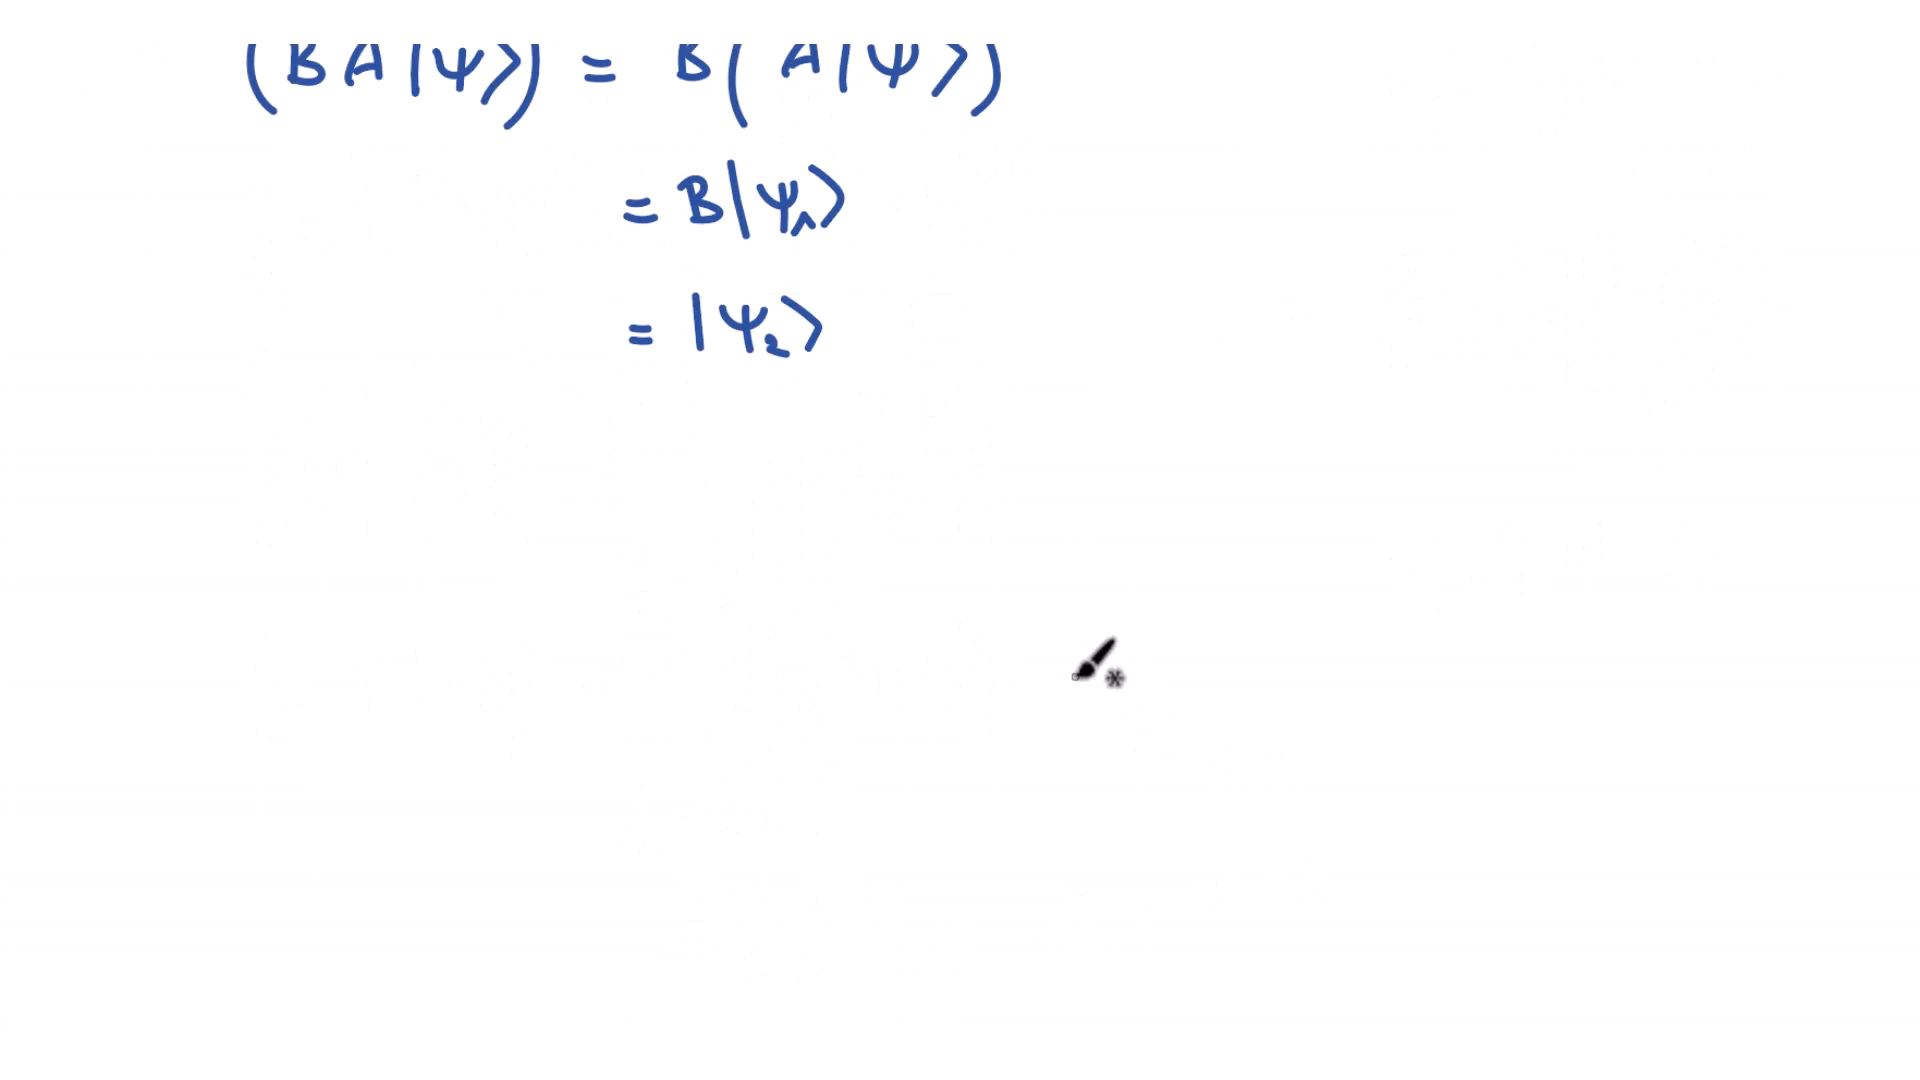 (BA|ψ⟩) = B(A|ψ⟩)
= B|ψ₁⟩
= |ψ₂⟩